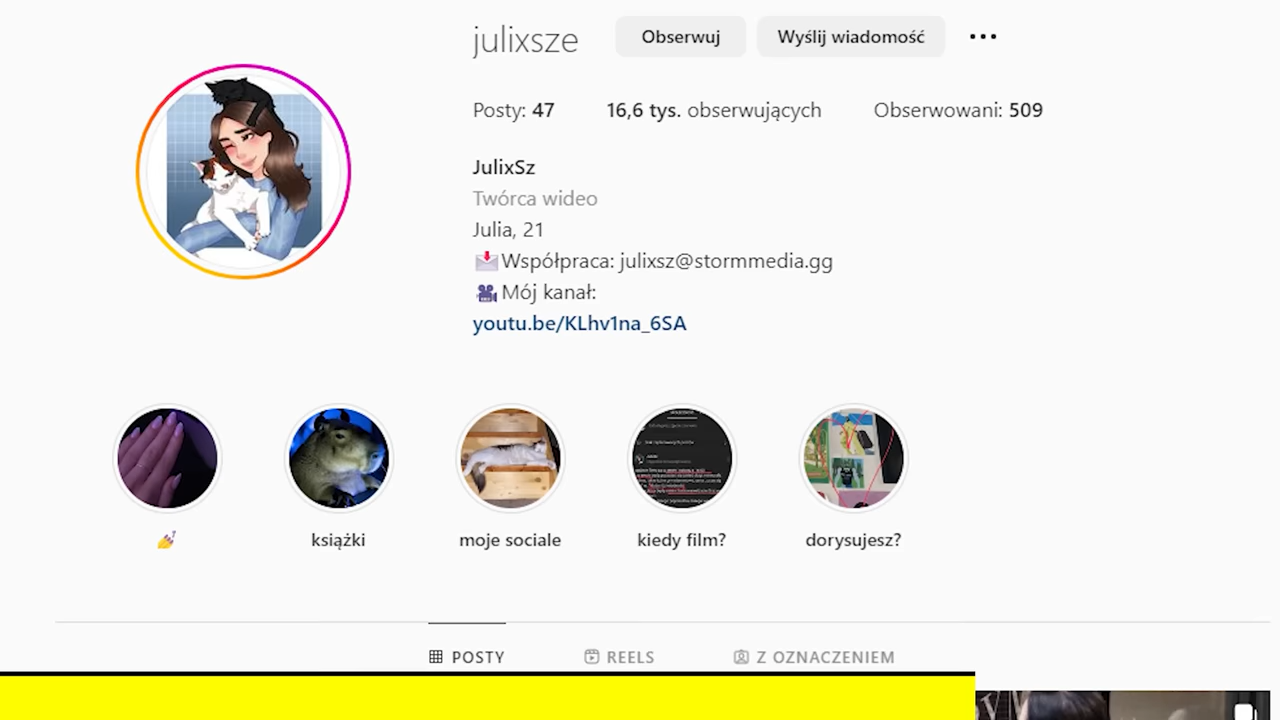 julixsze Obserwuj Wyślij wiadomość
Posty: 47 16,6 tys. obserwujących Obserwowani: 509
JulixSz
Twórca wideo
Julia, 21
📩Współpraca: julixsz@stormmedia.gg
🎥Mój kanał:
youtu.be/KLhv1na_6SA
💅 książki moje sociale kiedy film? dorysujesz?
POSTY REELS Z OZNACZENIEM